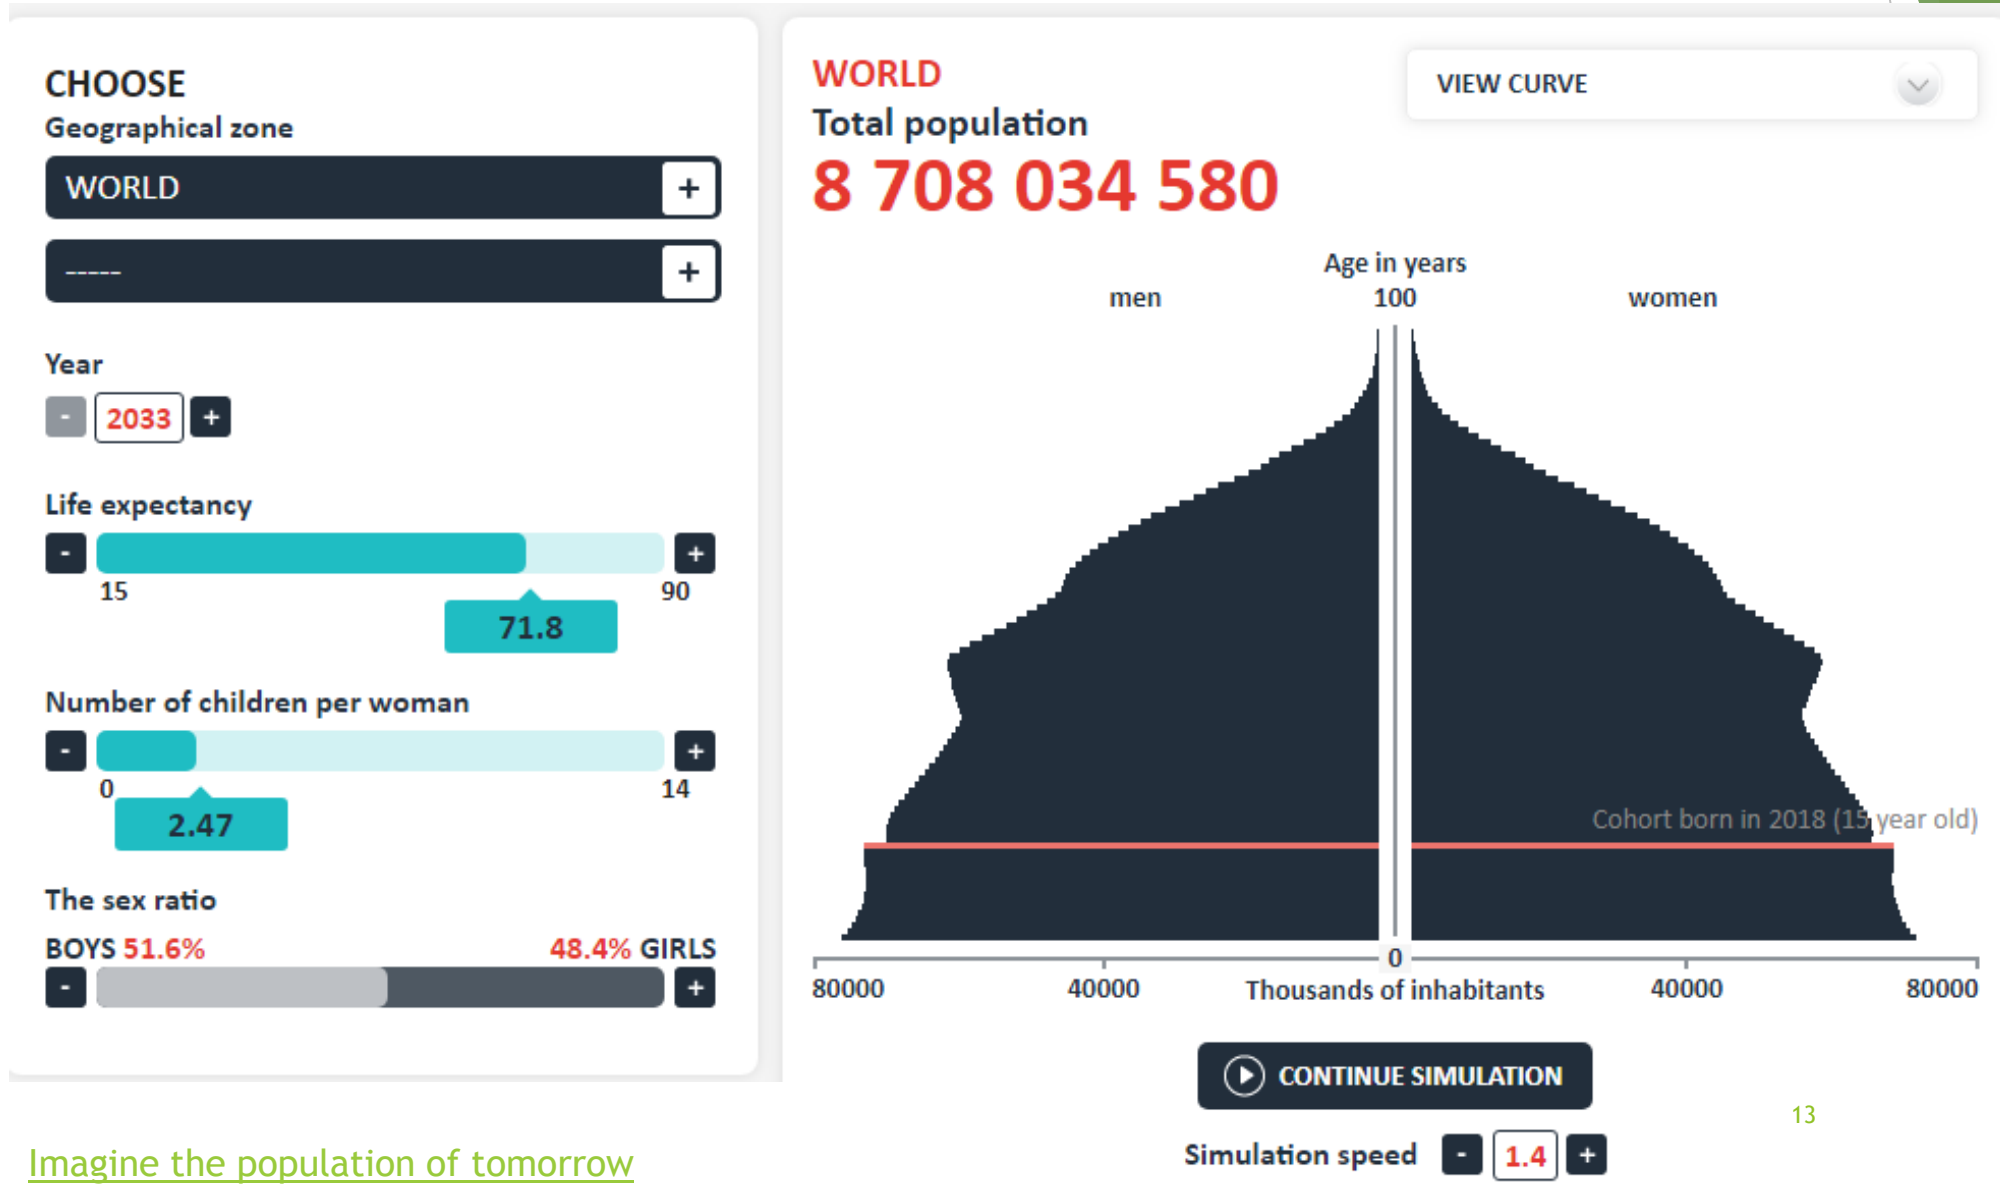 CHOOSE
Geographical zone
WORLD
+
-----
+
Year
- 2033 +
Life expectancy
- +
15 90
71.8
Number of children per woman
- +
0 14
2.47
The sex ratio
BOYS 51.6% 48.4% GIRLS
- +
WORLD
Total population
8 708 034 580
VIEW CURVE
Age in years
men 100 women
Cohort born in 2018 (15 year old)
0
80000 40000 Thousands of inhabitants 40000 80000
CONTINUE SIMULATION
Simulation speed - 1.4 +
13
Imagine the population of tomorrow